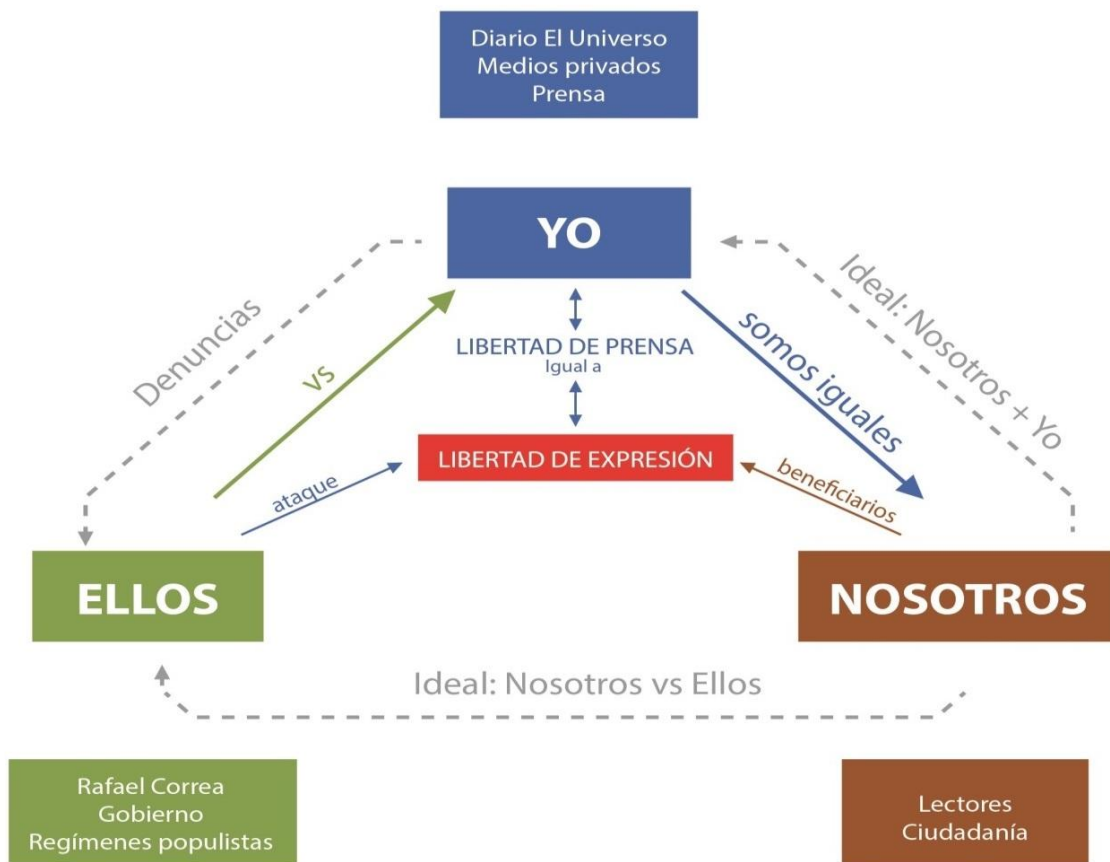 Diario El Universo
Medios privados
Prensa
YO
Denuncias
vs
LIBERTAD DE PRENSA
Igual a
somos iguales
Ideal: Nosotros + Yo
LIBERTAD DE EXPRESIÓN
ataque
beneficiarios
ELLOS
NOSOTROS
Ideal: Nosotros vs Ellos
Rafael Correa
Gobierno
Regímenes populistas
Lectores
Ciudadanía